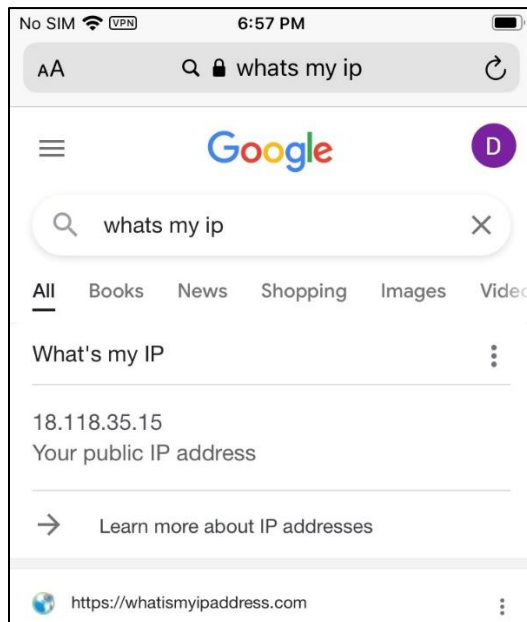 No SIM VPN 6:57 PM
AA whats my ip
Google D
whats my ip
All Books News Shopping Images
What's my IP
18.118.35.15
Your public IP address
Learn more about IP addresses
https://whatismyipaddress.com